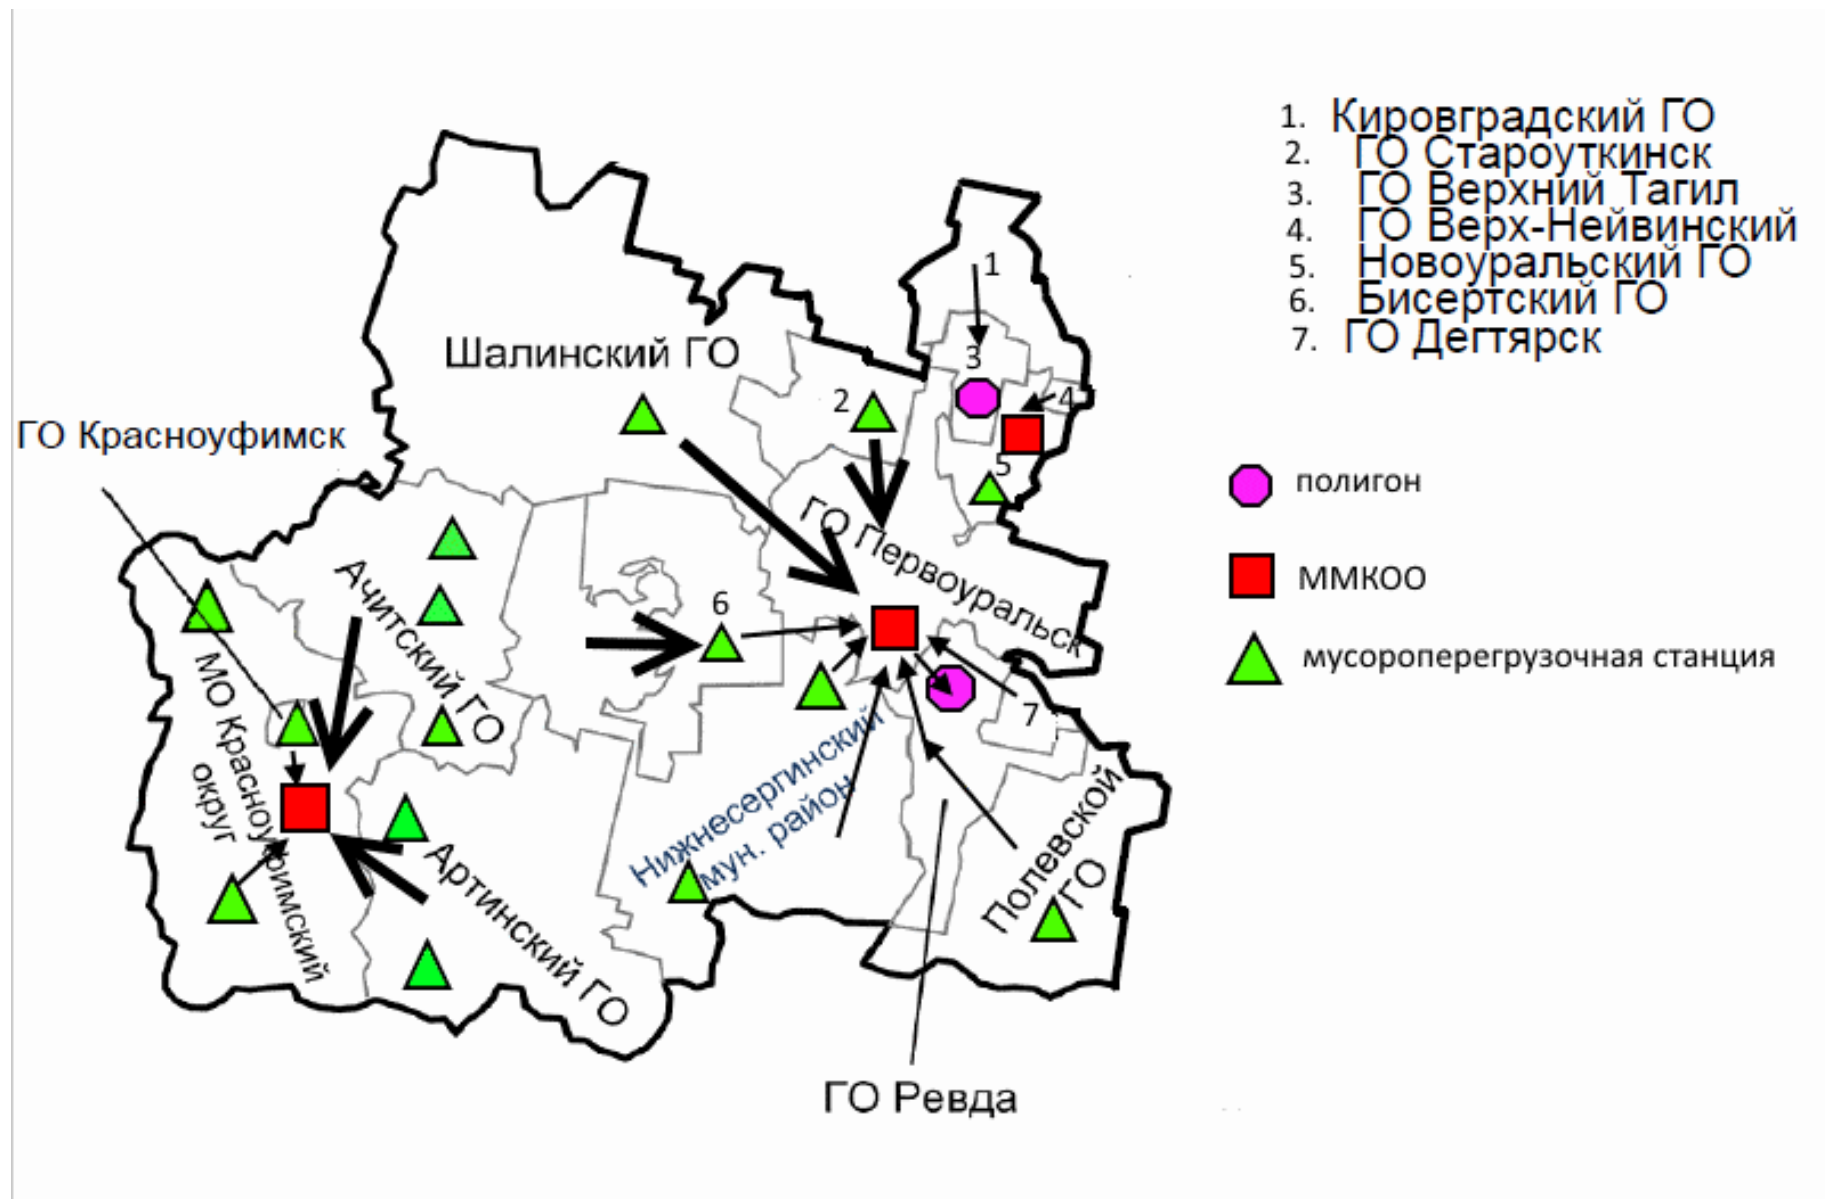 1. Кировградский ГО
2. ГО Староуткинск
3. ГО Верхний Тагил
4. ГО Верх-Нейвинский
5. Новоуральский ГО
6. Бисертский ГО
7. ГО Дегтярск
полигон
ММКОО
мусороперегрузочная станция
1
Шалинский ГО
3
2
4
ГО Красноуфимск
5
ГО Первоуральск
Ачитский ГО
6
МО Красноуфимский
округ
7
Нижнесергинский
мун. район
Полевской
ГО
Артинский ГО
ГО Ревда